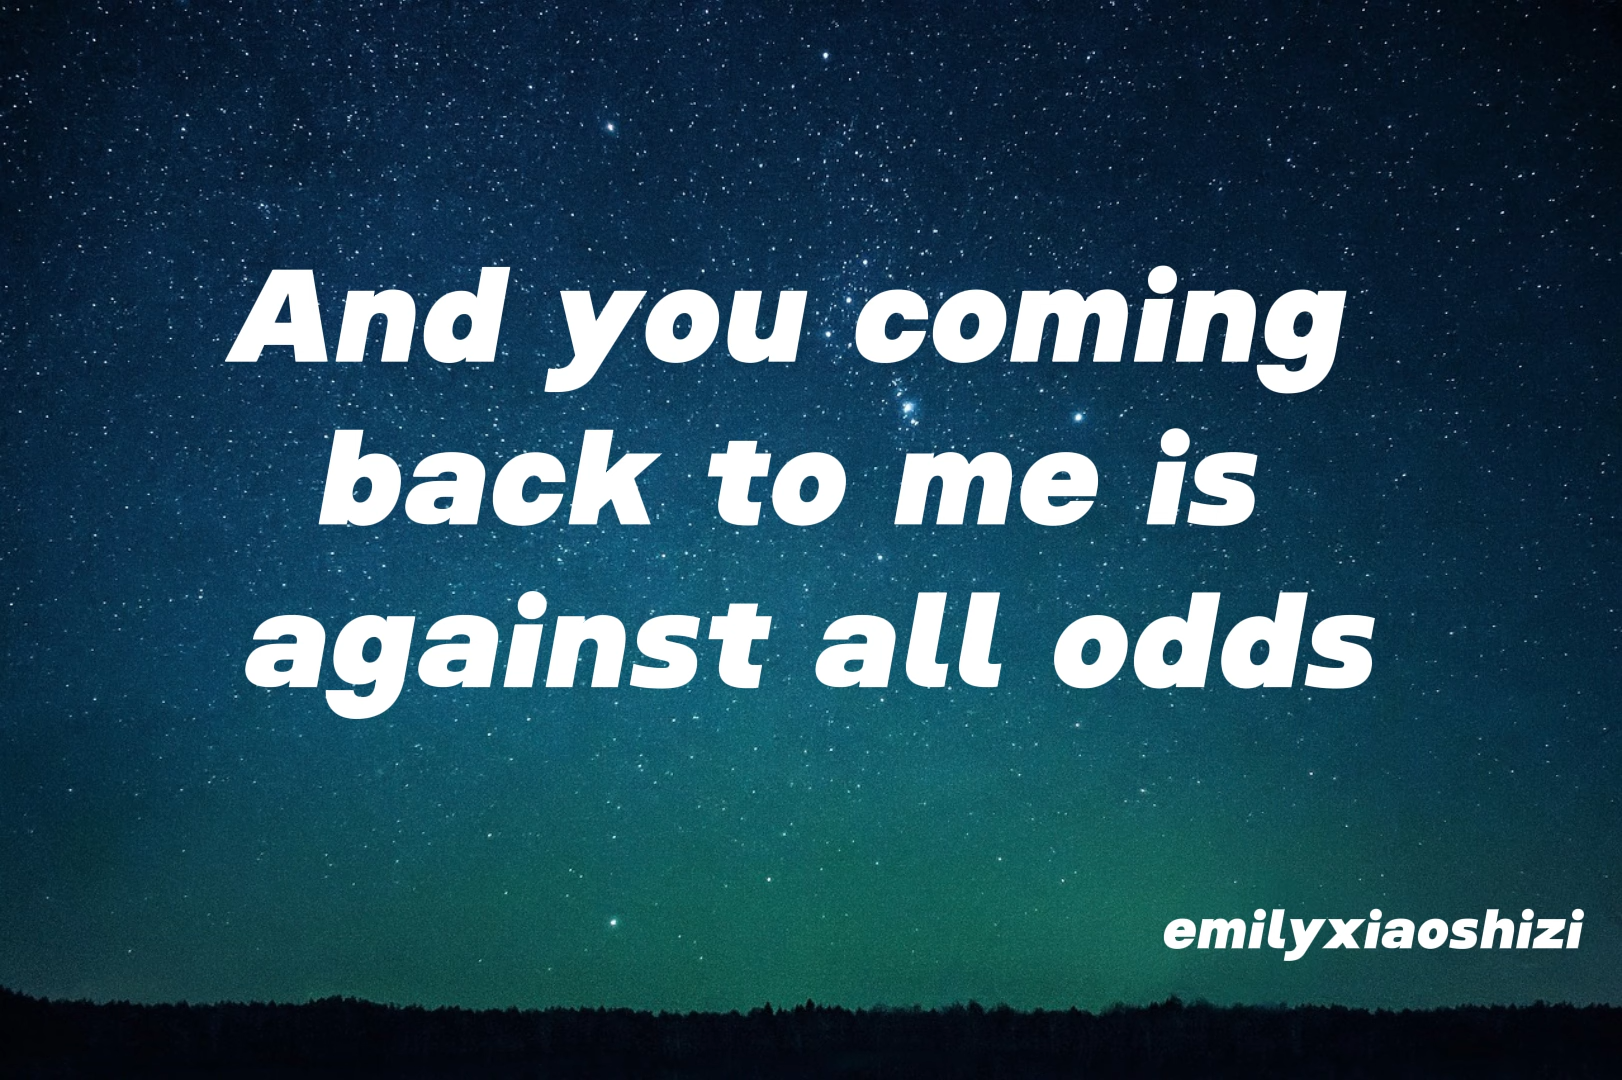 And you coming
back to me is
against all odds
emilyxiaoshizi